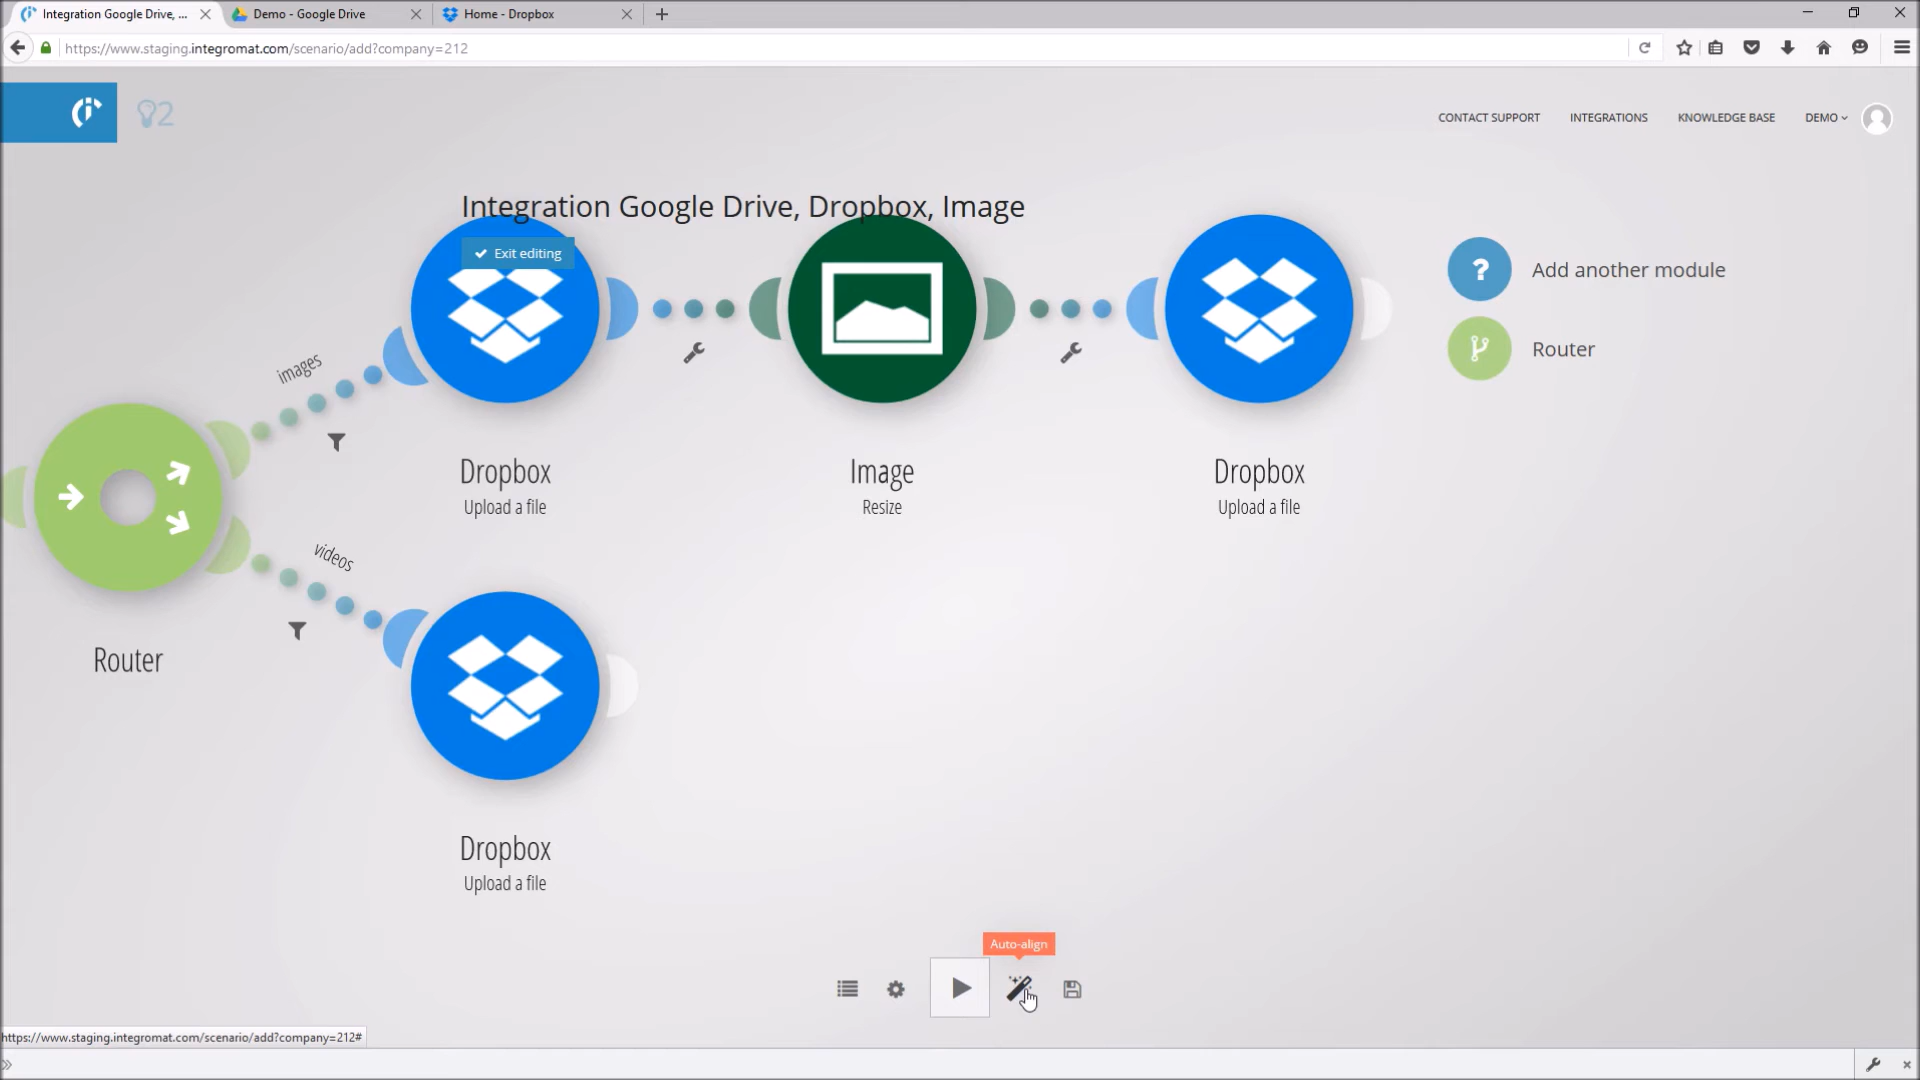 Integration Google Drive, ...
Demo - Google Drive
Home - Dropbox
https://www.staging.integromat.com/scenario/add?company=212
2
CONTACT SUPPORT
INTEGRATIONS
KNOWLEDGE BASE
DEMO
Integration Google Drive, Dropbox, Image
Exit editing
? Add another module
Router
images
Dropbox
Upload a file
Image
Resize
Dropbox
Upload a file
videos
Router
Dropbox
Upload a file
Auto-align
https://www.staging.integromat.com/scenario/add?company=212#